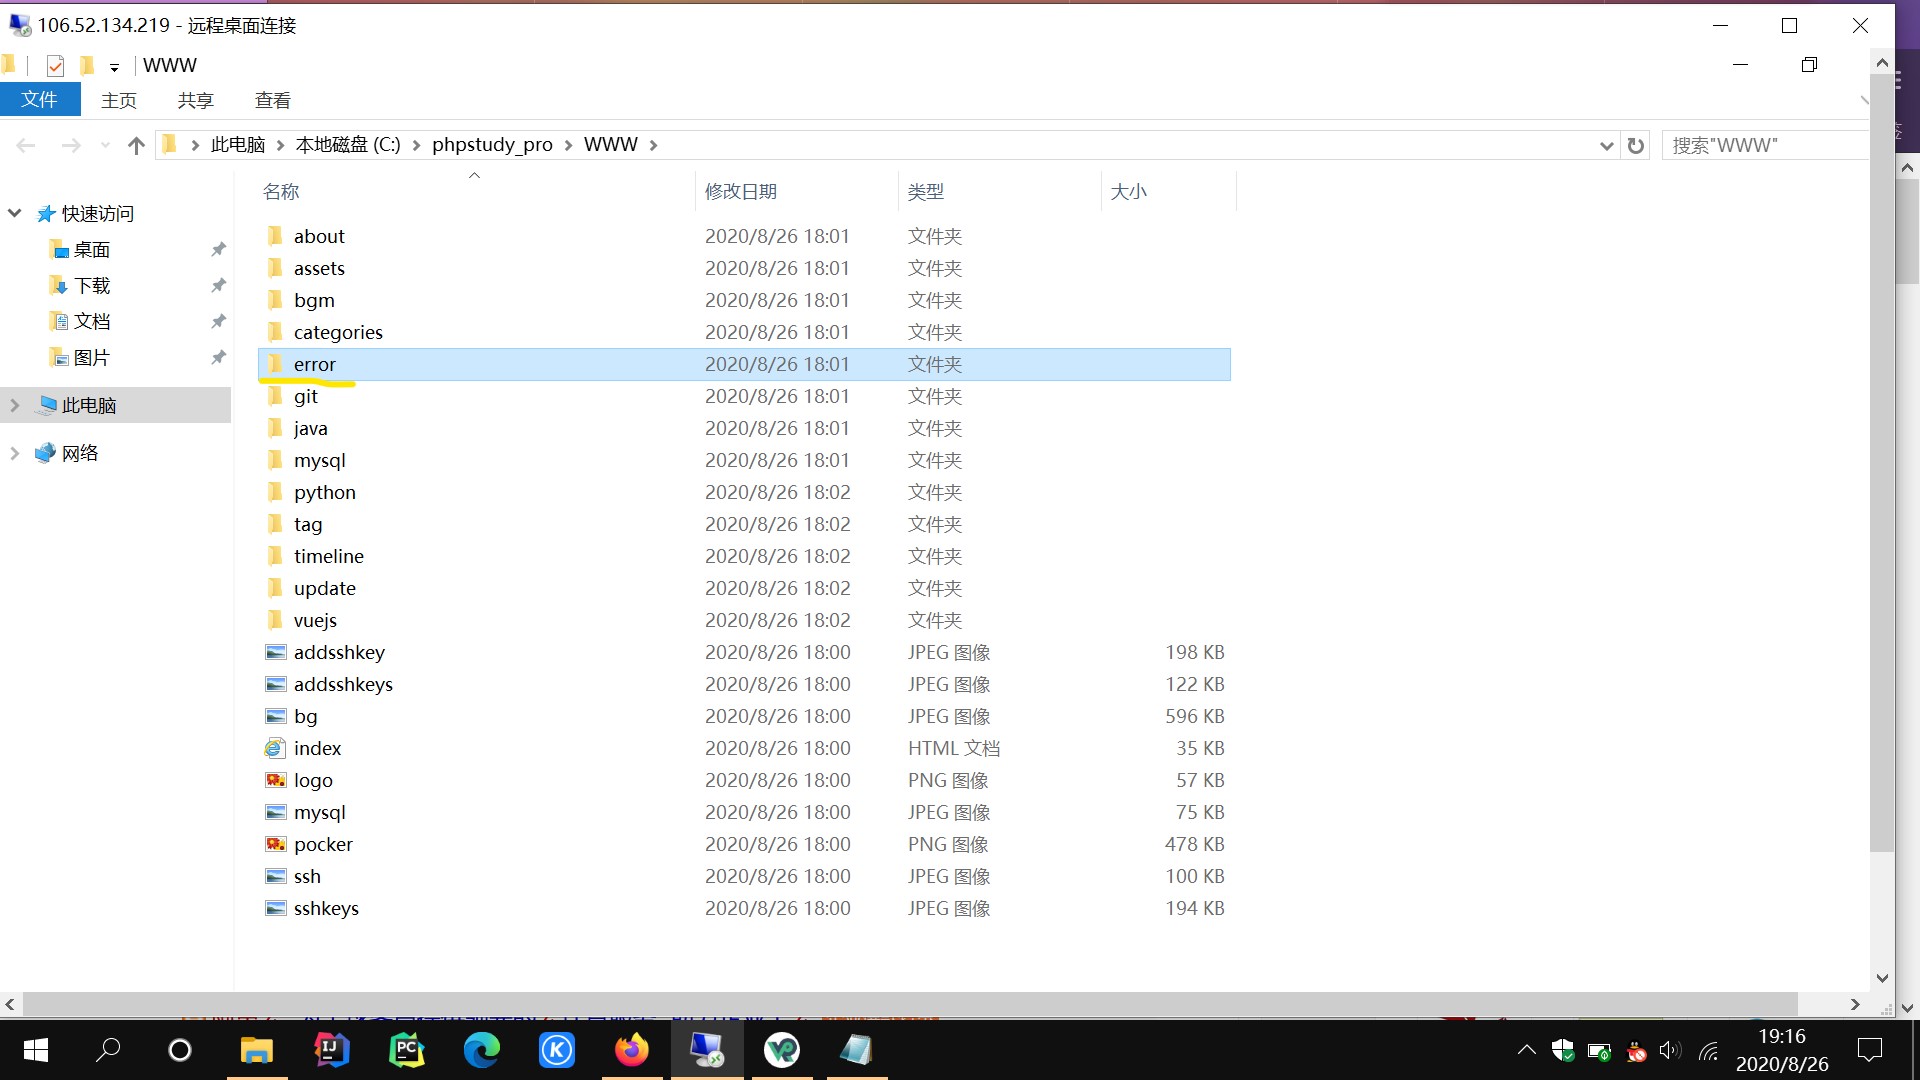 106.52.134.219 - 远程桌面连接
WWW
文件 主页 共享 查看
此电脑 本地磁盘 (C:) phpstudy_pro WWW 搜索"WWW"
名称 修改日期 类型 大小
快速访问
桌面
下载
文档
图片
此电脑
网络
about 2020/8/26 18:01 文件夹
assets 2020/8/26 18:01 文件夹
bgm 2020/8/26 18:01 文件夹
categories 2020/8/26 18:01 文件夹
error 2020/8/26 18:01 文件夹
git 2020/8/26 18:01 文件夹
java 2020/8/26 18:01 文件夹
mysql 2020/8/26 18:01 文件夹
python 2020/8/26 18:02 文件夹
tag 2020/8/26 18:02 文件夹
timeline 2020/8/26 18:02 文件夹
update 2020/8/26 18:02 文件夹
vuejs 2020/8/26 18:02 文件夹
addsshkey 2020/8/26 18:00 JPEG 图像 198 KB
addsshkeys 2020/8/26 18:00 JPEG 图像 122 KB
bg 2020/8/26 18:00 JPEG 图像 596 KB
index 2020/8/26 18:00 HTML 文档 35 KB
logo 2020/8/26 18:00 PNG 图像 57 KB
mysql 2020/8/26 18:00 JPEG 图像 75 KB
pocker 2020/8/26 18:00 PNG 图像 478 KB
ssh 2020/8/26 18:00 JPEG 图像 100 KB
sshkeys 2020/8/26 18:00 JPEG 图像 194 KB
IJ PC K
19:16
2020/8/26